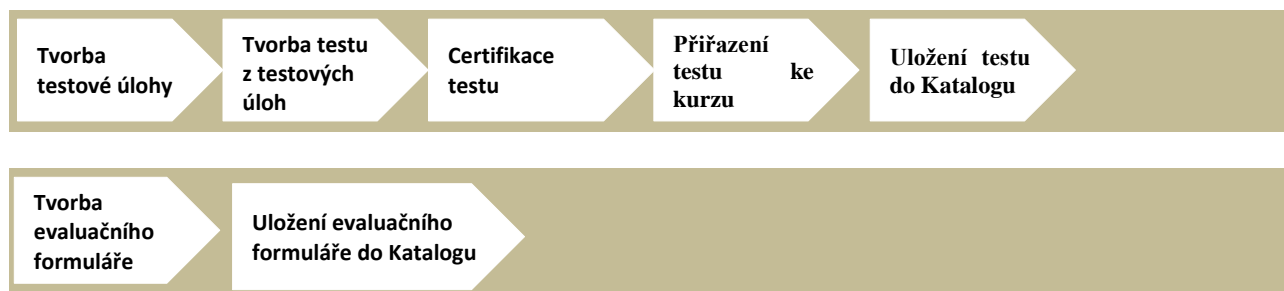 Tvorba
testové úlohy
Tvorba testu
z testových
úloh
Certifikace
testu
Přiřazení
testu ke
kurzu
Uložení testu
do Katalogu
Tvorba
evaluačního
formuláře
Uložení evaluačního
formuláře do Katalogu